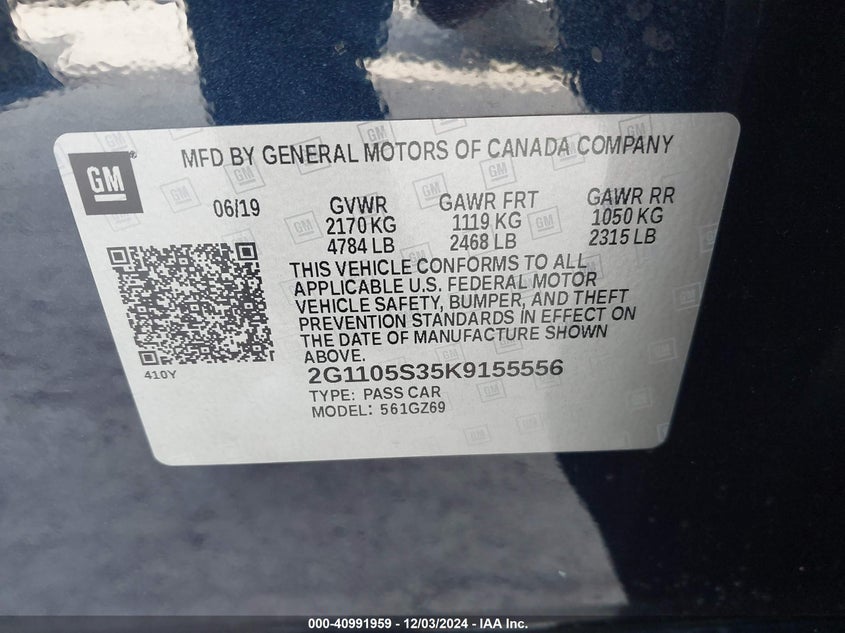 MFD BY GENERAL MOTORS OF CANADA COMPANY
GM®
06/19
GVWR
2170 KG
4784 LB
GAWR FRT
1119 KG
2468 LB
GAWR RR
1050 KG
2315 LB
THIS VEHICLE CONFORMS TO ALL
APPLICABLE U.S. FEDERAL MOTOR
VEHICLE SAFETY, BUMPER, AND THEFT
PREVENTION STANDARDS IN EFFECT ON
THE DATE OF MANUFACTURE SHOWN
ABOVE.
410Y
2G1105S35K9155556
TYPE: PASS CAR
MODEL: 561GZ69
000-40991959 - 12/03/2024 - IAA Inc.